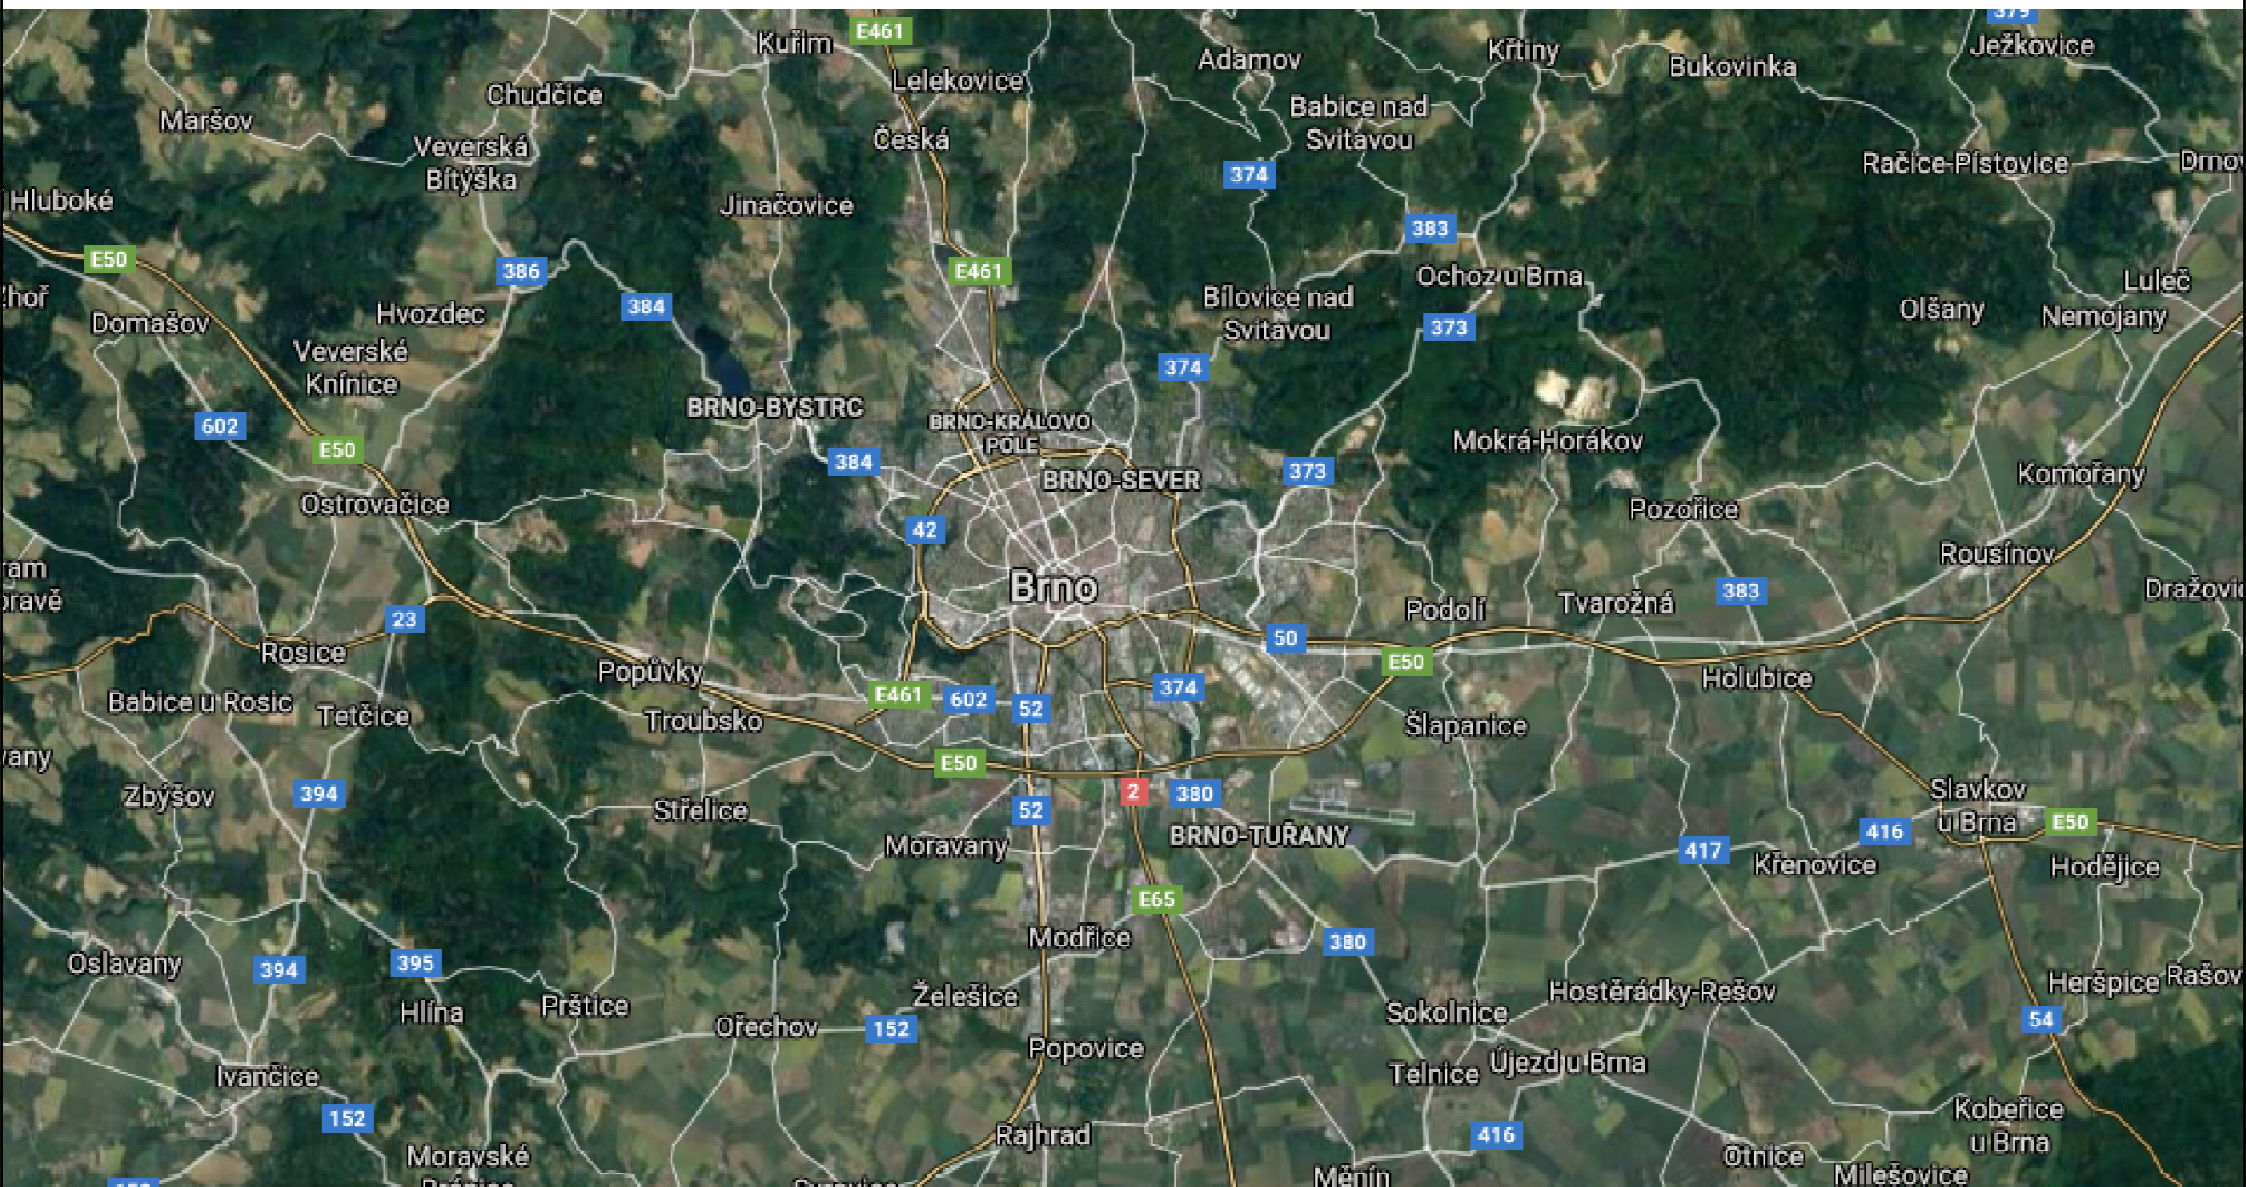 379
E461
Kuřim
Adamov
Křtiny
Bukovinka
Ježkovice
Lelekovice
Chudčice
Maršov
Babice nad
Svitavou
Česká
Veverská
Bítýška
374
Račice-Pístovice
Hluboké
Jinačovice
383
E50
386
E461
Ochoz u Brna
Luleč
384
Bílovice nad
Svitavou
Olšany
Nemojany
Domašov
Hvozdec
373
Veverské
Knínice
374
BRNO-BYSTRC
BRNO-KRÁLOVO
POLE
602
E50
Mokrá-Horákov
384
373
BRNO-SEVER
Komořany
Ostrovačice
Pozořice
42
Rousínov
Brno
383
23
Podolí
Tvarožná
Rosice
50
E50
Popůvky
Holubice
Babice u Rosic
Tetčice
Troubsko
E461
602
52
374
Šlapanice
E50
Zbýšov
394
Střelice
52
2
380
Slavkov
u Brna
E50
BRNO-TUŘANY
Moravany
417
416
Křenovice
Hodějice
E65
Modřice
380
Oslavany
394
395
Hlína
Prštice
Želešice
Ořechov
152
Sokolnice
Hostěrádky-Rešov
Heršpice
54
Popovice
Telnice
Újezd u Brna
Ivančice
152
Rajhrad
416
Kobeřice
u Brna
Moravské
Měnín
Otnice
Milešovice